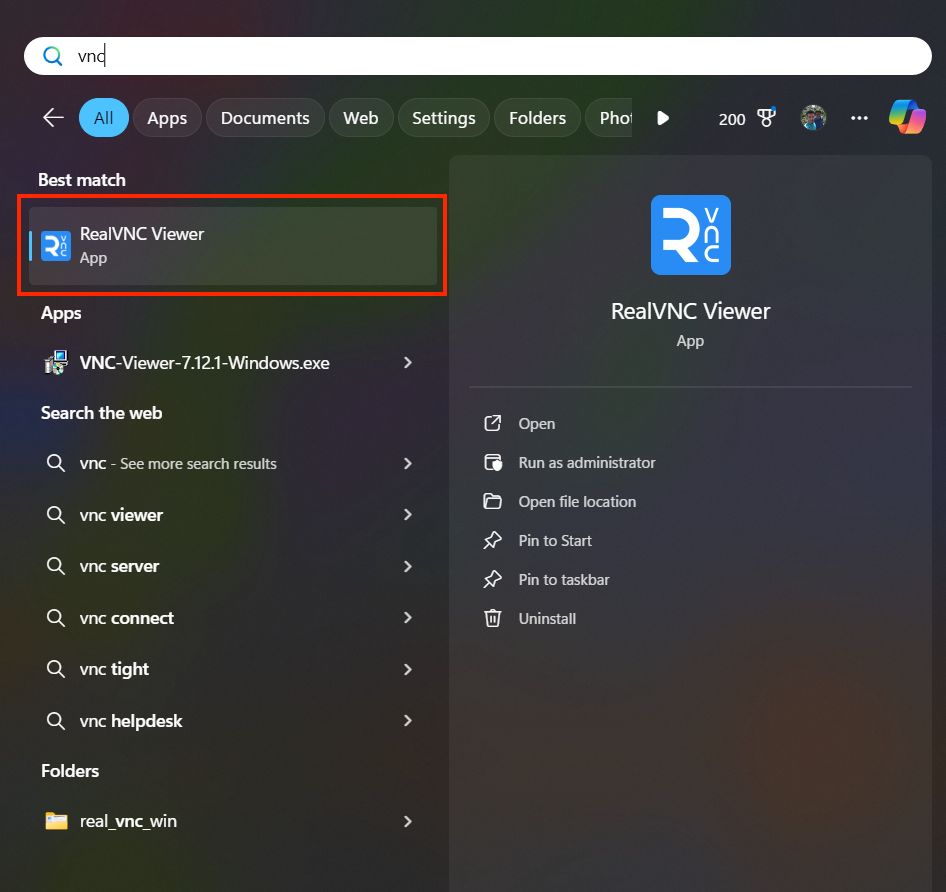 vnc
All Apps Documents Web Settings Folders Phot 200
Best match
RealVNC Viewer
App
Apps
VNC-Viewer-7.12.1-Windows.exe
Search the web
vnc - See more search results
vnc viewer
vnc server
vnc connect
vnc tight
vnc helpdesk
Folders
real_vnc_win
RVNC
RealVNC Viewer
App
Open
Run as administrator
Open file location
Pin to Start
Pin to taskbar
Uninstall